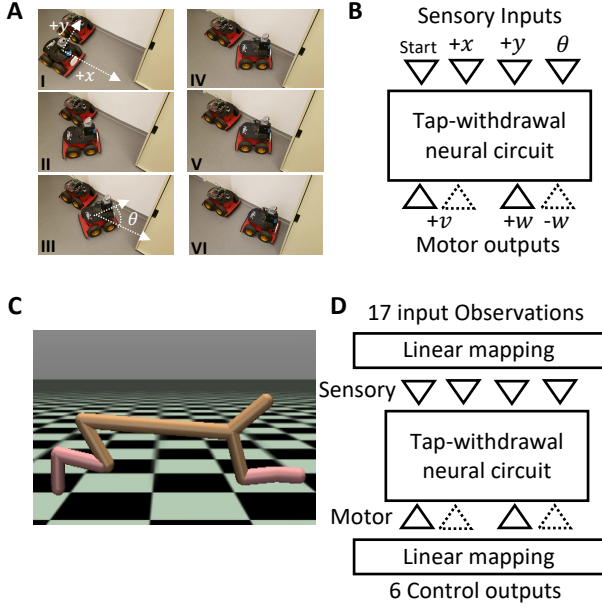 A
+y
+x
I
II
III
θ
IV
V
VI
B
Sensory Inputs
Start +x +y θ
Tap-withdrawal
neural circuit
+v +w -w
Motor outputs
C
D
17 input Observations
Linear mapping
Sensory
Tap-withdrawal
neural circuit
Motor
Linear mapping
6 Control outputs